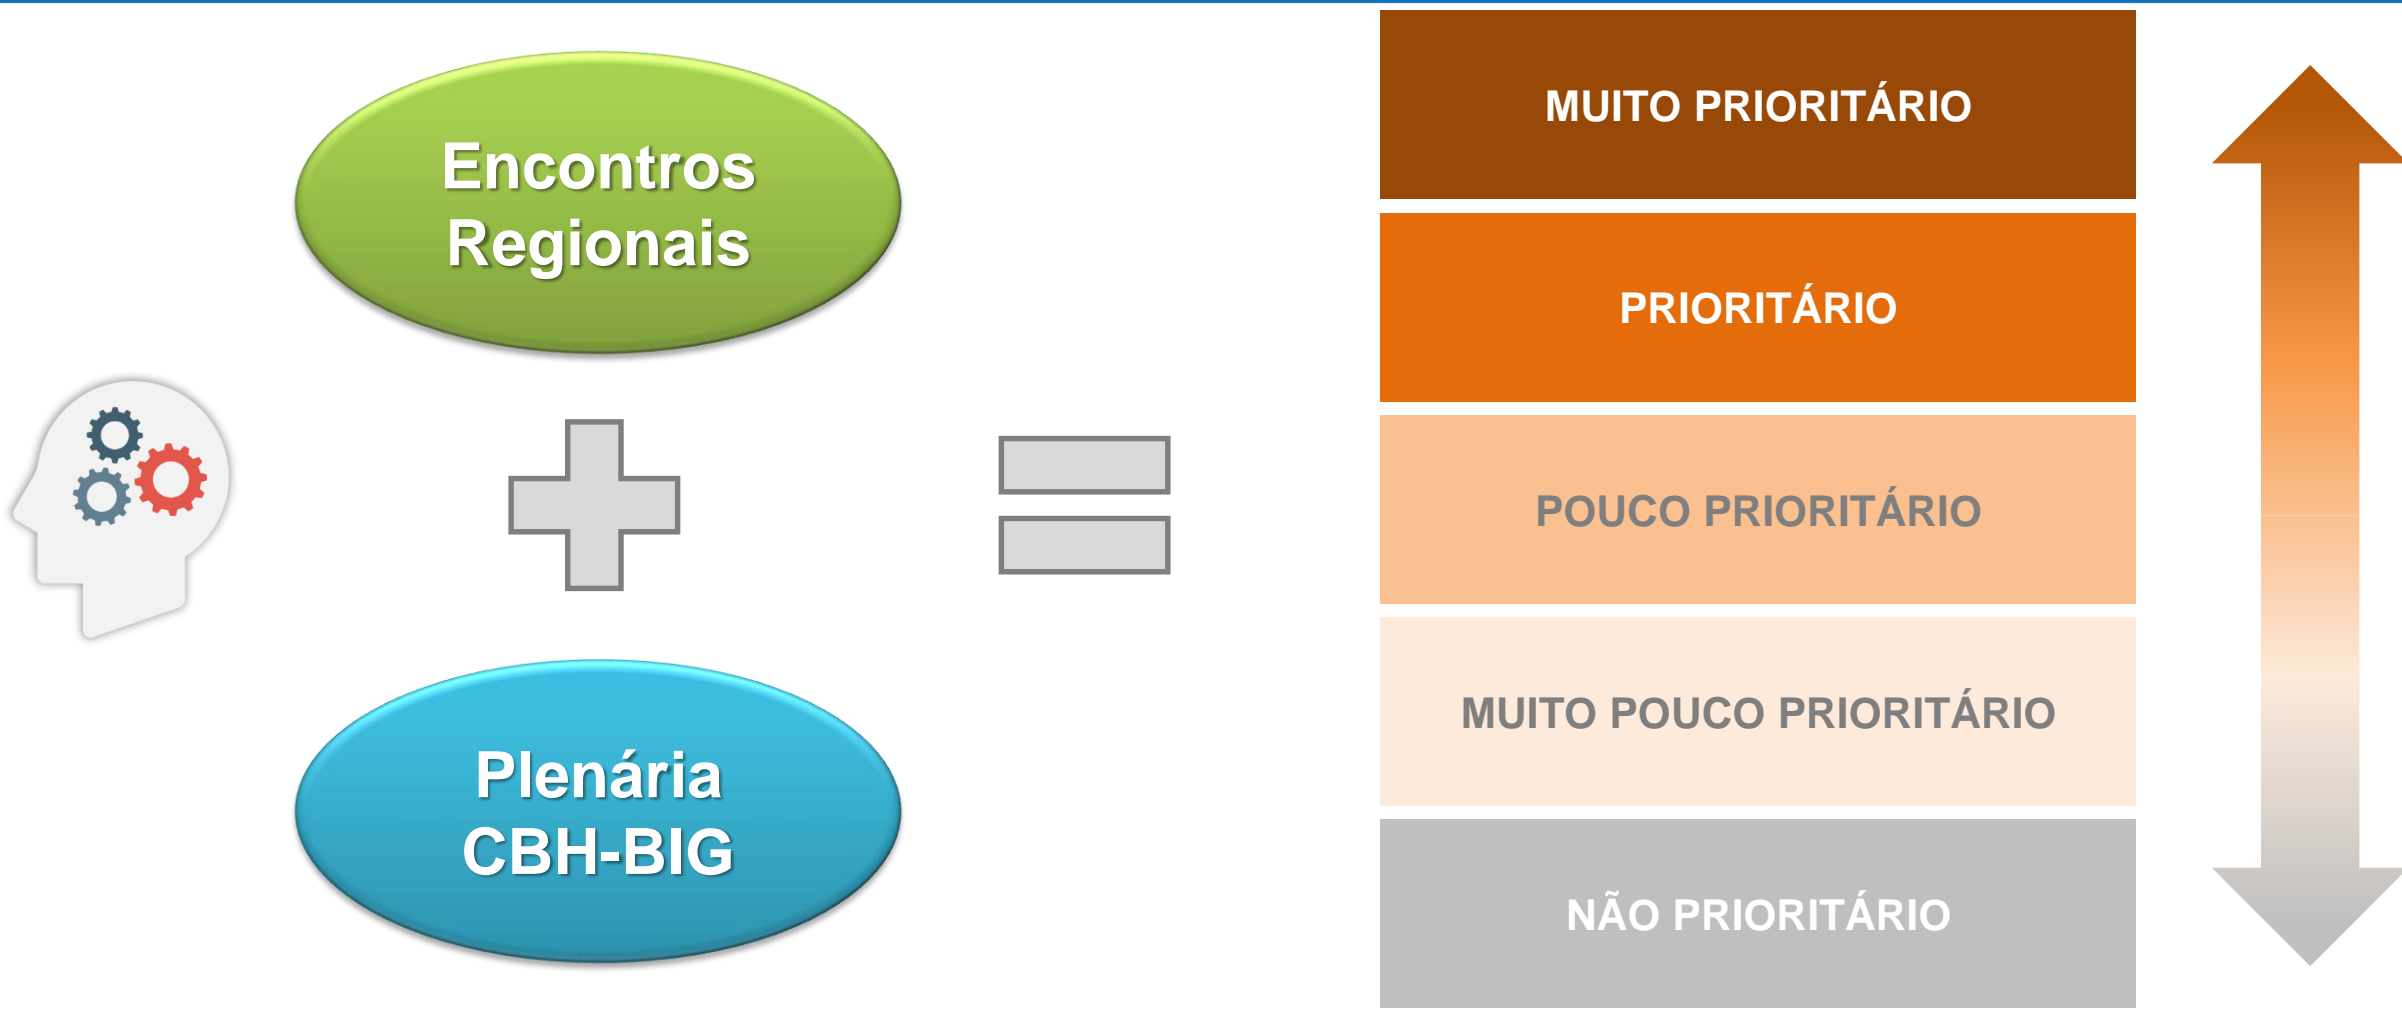 Encontros
Regionais
Plenária
CBH-BIG
MUITO PRIORITÁRIO
PRIORITÁRIO
POUCO PRIORITÁRIO
MUITO POUCO PRIORITÁRIO
NÃO PRIORITÁRIO